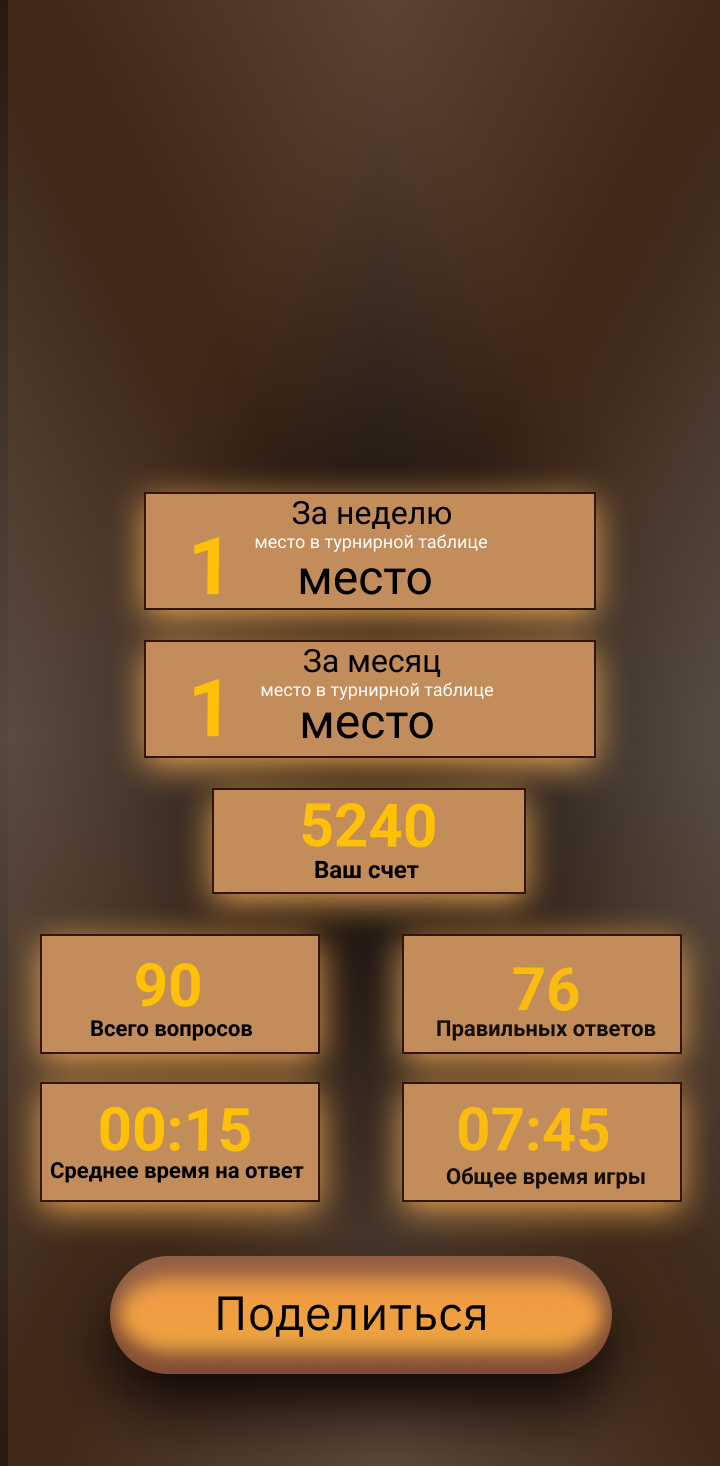 За неделю
место в турнирной таблице
1 место
За месяц
место в турнирной таблице
1 место
5240
Ваш счет
90
Всего вопросов
76
Правильных ответов
00:15
Среднее время на ответ
07:45
Общее время игры
Поделиться